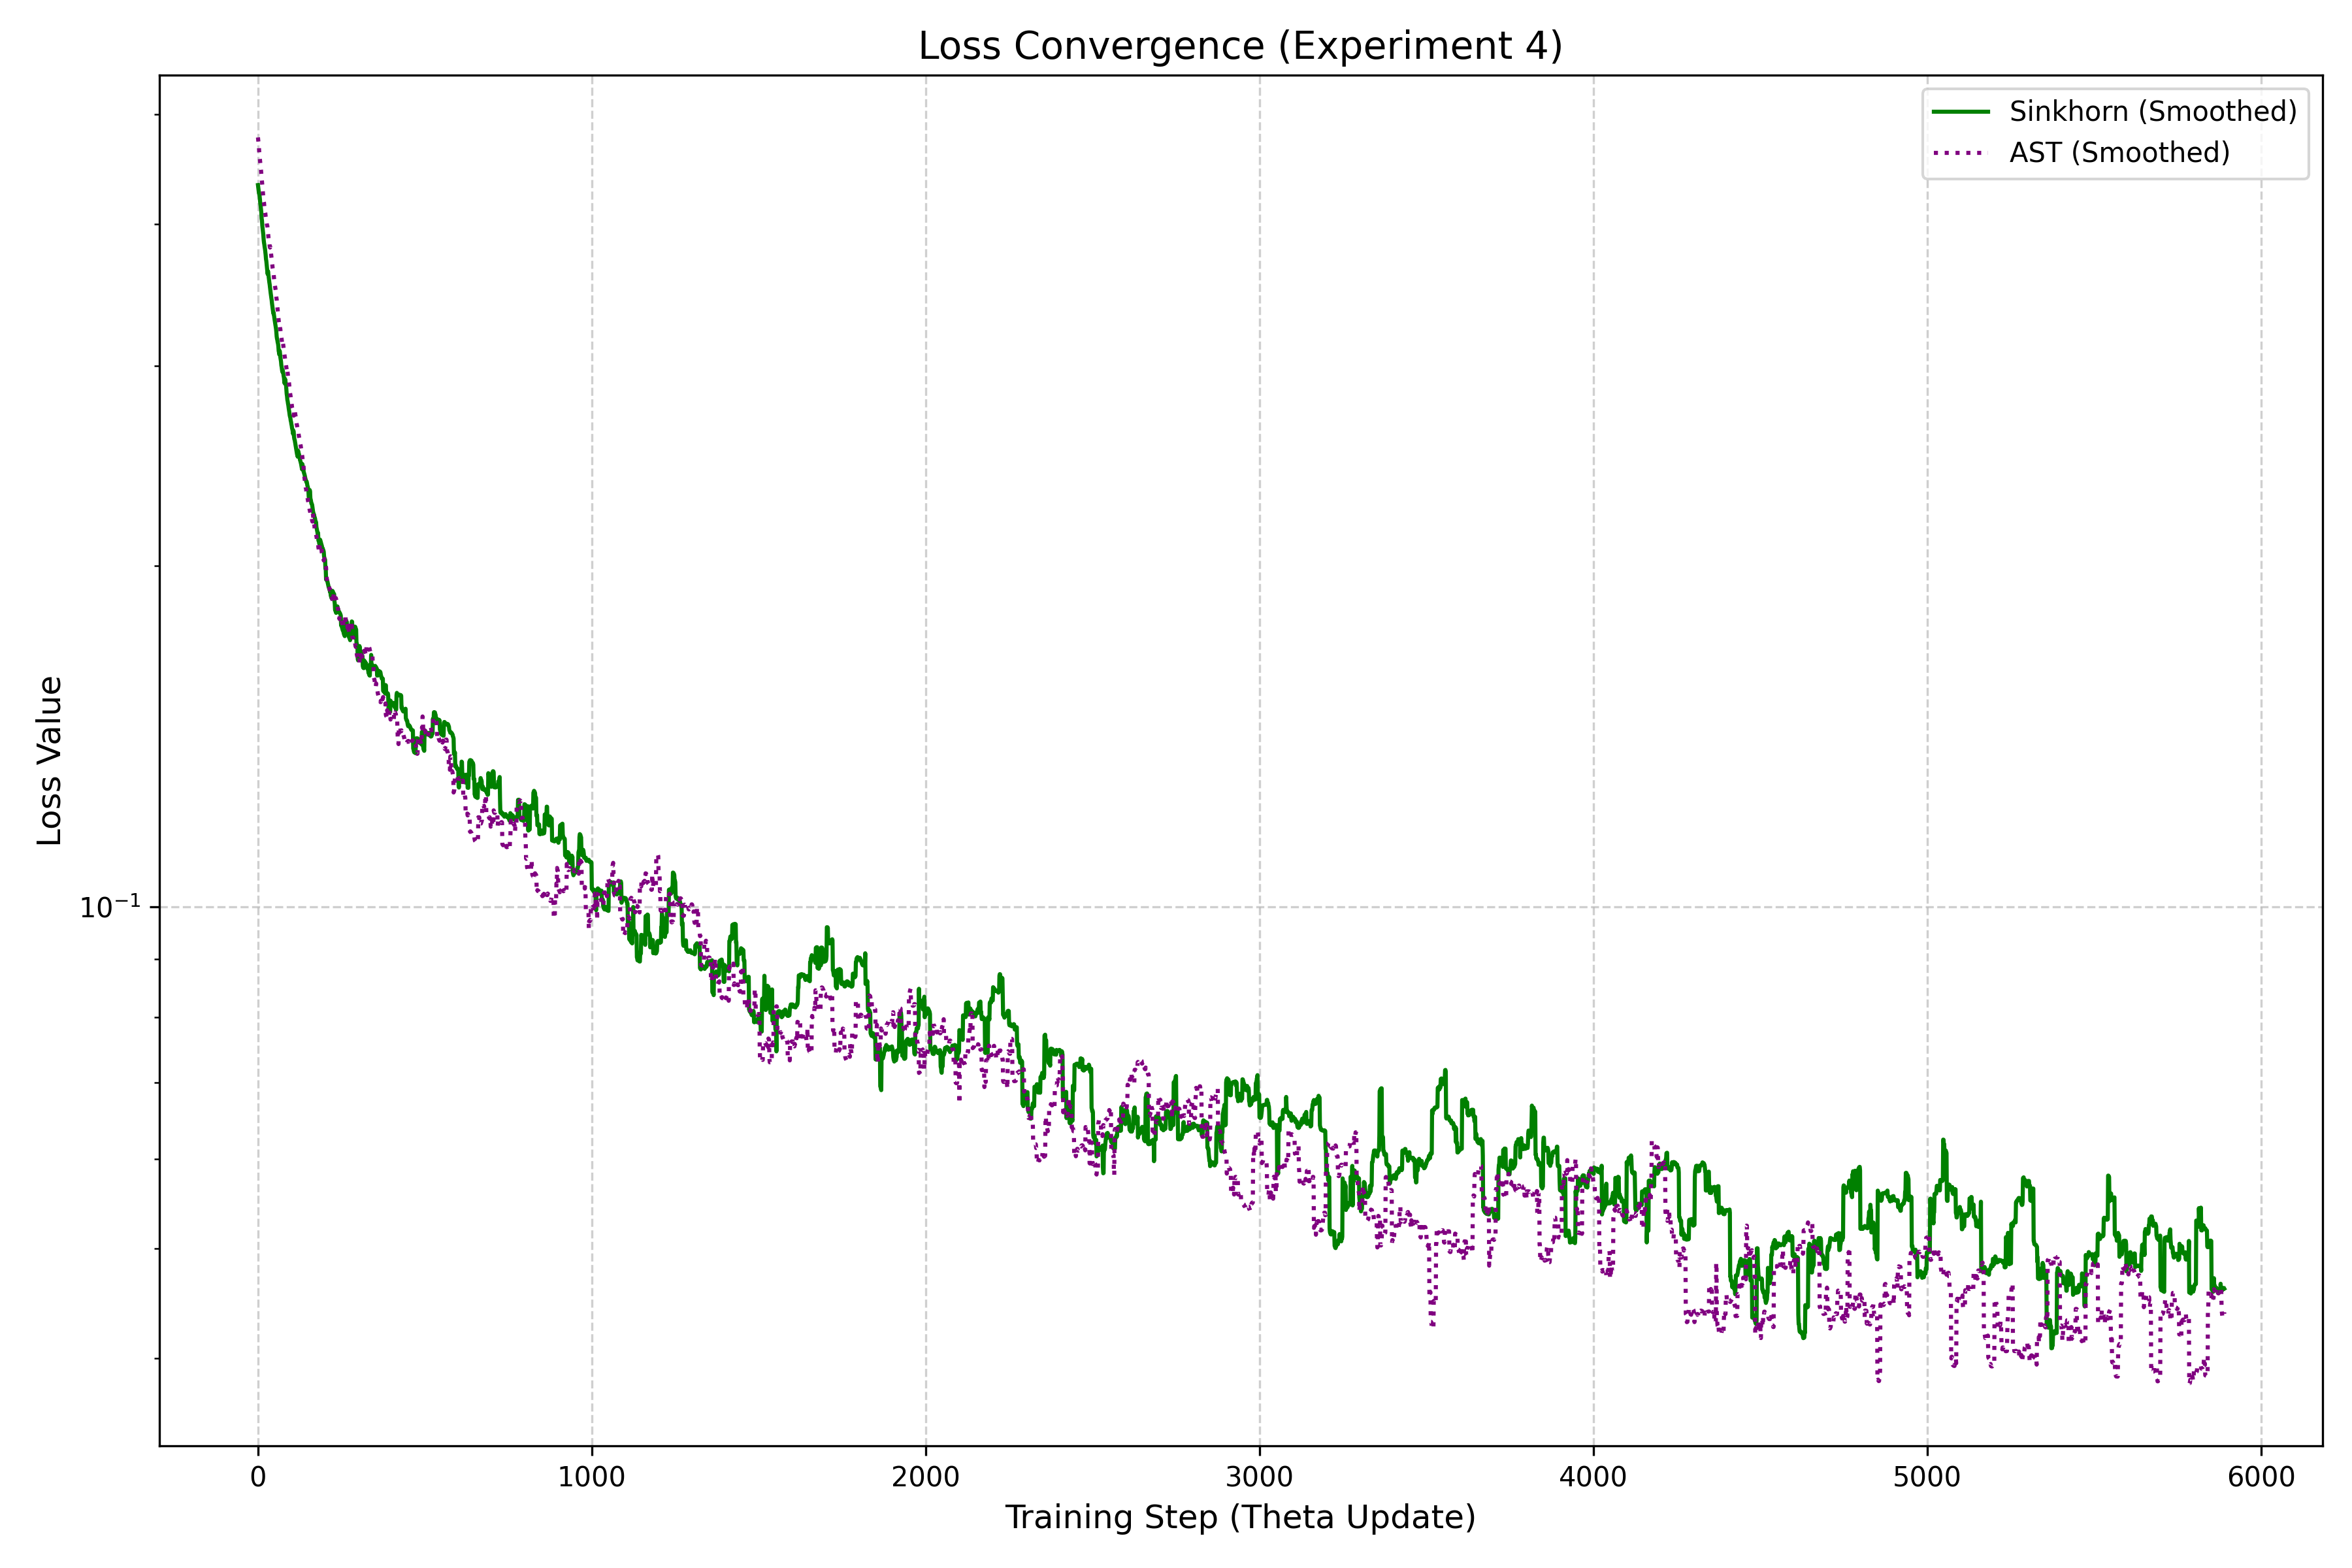 Loss Convergence (Experiment 4)
Sinkhorn (Smoothed)
AST (Smoothed)
Loss Value
10⁻¹
0 1000 2000 3000 4000 5000 6000
Training Step (Theta Update)